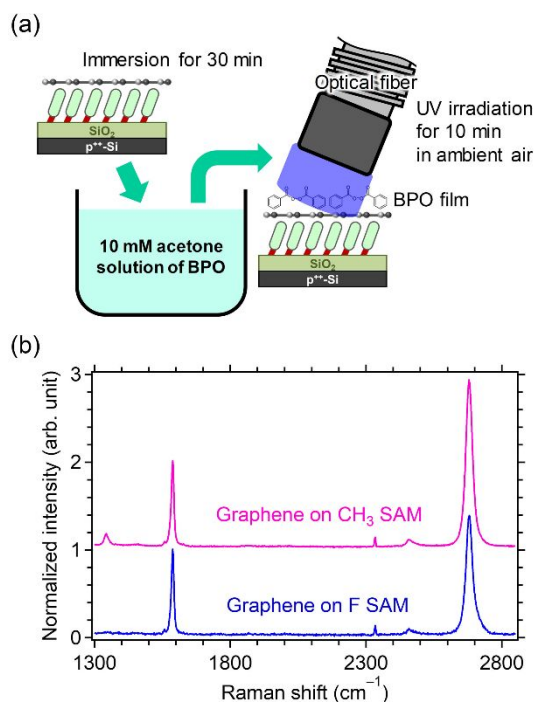 (a)
Immersion for 30 min
SiO₂
p⁺⁺-Si
10 mM acetone
solution of BPO
Optical fiber
UV irradiation
for 10 min
in ambient air
BPO film
SiO₂
p⁺⁺-Si
(b)
Normalized intensity (arb. unit)
3
2
1
0
Graphene on CH₃ SAM
Graphene on F SAM
1300
1800
2300
2800
Raman shift (cm⁻¹)